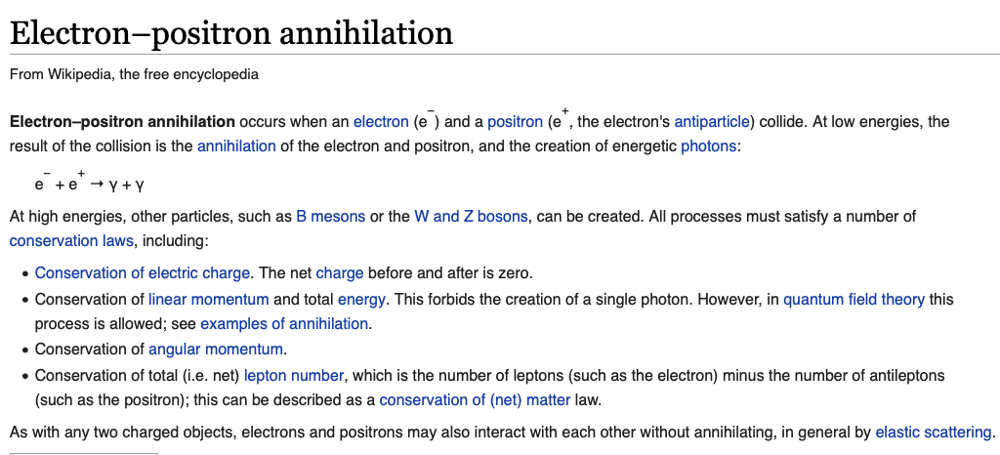 Electron–positron annihilation
From Wikipedia, the free encyclopedia
Electron–positron annihilation occurs when an electron (e⁻) and a positron (e⁺, the electron's antiparticle) collide. At low energies, the
result of the collision is the annihilation of the electron and positron, and the creation of energetic photons:
e⁻ + e⁺ → γ + γ
At high energies, other particles, such as B mesons or the W and Z bosons, can be created. All processes must satisfy a number of
conservation laws, including:
• Conservation of electric charge. The net charge before and after is zero.
• Conservation of linear momentum and total energy. This forbids the creation of a single photon. However, in quantum field theory this
process is allowed; see examples of annihilation.
• Conservation of angular momentum.
• Conservation of total (i.e. net) lepton number, which is the number of leptons (such as the electron) minus the number of antileptons
(such as the positron); this can be described as a conservation of (net) matter law.
As with any two charged objects, electrons and positrons may also interact with each other without annihilating, in general by elastic scattering.